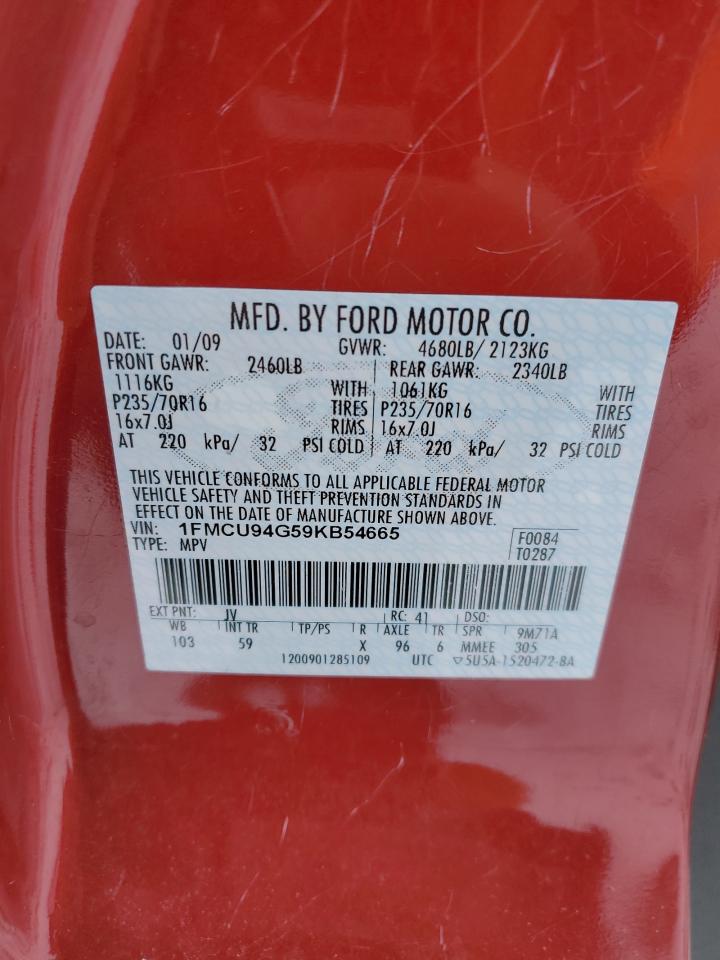 MFD. BY FORD MOTOR CO.
DATE: 01/09 GVWR: 4680LB/ 2123KG
FRONT GAWR: 2460LB REAR GAWR: 2340LB
1116KG WITH 1061KG WITH
P235/70R16 TIRES P235/70R16 TIRES
16x7.0J RIMS 16x7.0J RIMS
AT 220 kPa/ 32 PSI COLD AT 220 kPa/ 32 PSI COLD
THIS VEHICLE CONFORMS TO ALL APPLICABLE FEDERAL MOTOR
VEHICLE SAFETY AND THEFT PREVENTION STANDARDS IN
EFFECT ON THE DATE OF MANUFACTURE SHOWN ABOVE.
VIN: 1FMCU94G59KB54665 F0084
TYPE: MPV T0287
EXT PNT: JV RC: 41 DSO:
WB INT TR TP/PS R AXLE TR SPR 9M71A
103 59 X 96 6 MMEE 305
1200901285109 UTC ▽5U5A-1520472-8A